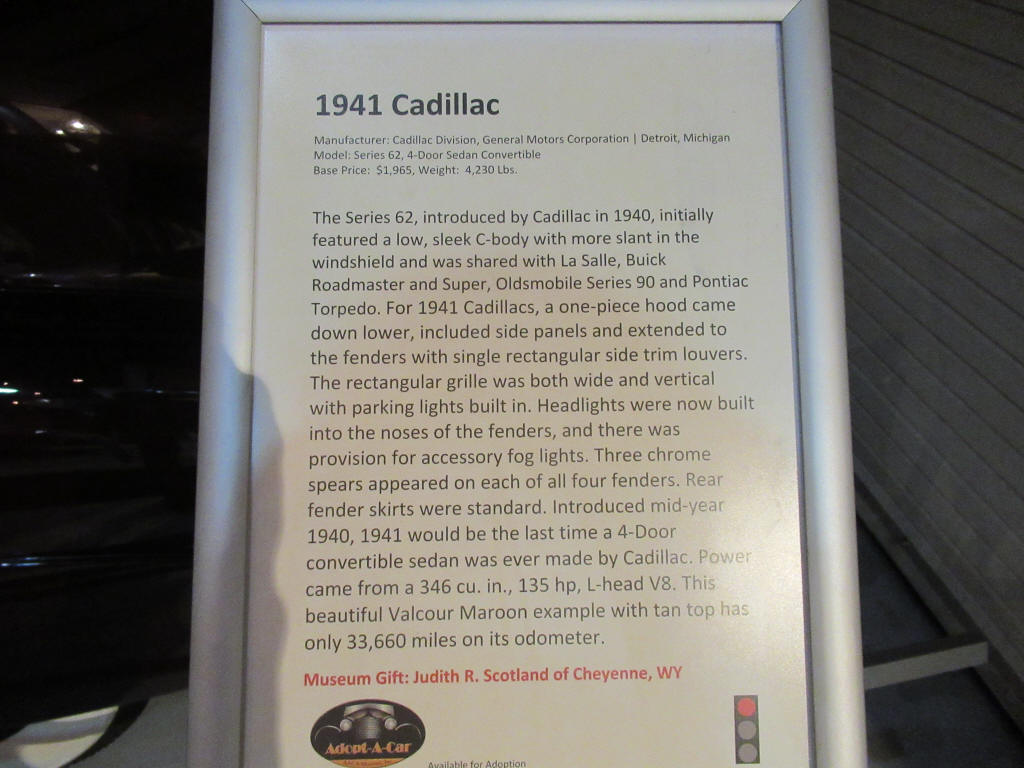 1941 Cadillac
Manufacturer: Cadillac Division, General Motors Corporation | Detroit, Michigan
Model: Series 62, 4-Door Sedan Convertible
Base Price: $1,965, Weight: 4,230 Lbs.
The Series 62, introduced by Cadillac in 1940, initially
featured a low, sleek C-body with more slant in the
windshield and was shared with La Salle, Buick
Roadmaster and Super, Oldsmobile Series 90 and Pontiac
Torpedo. For 1941 Cadillacs, a one-piece hood came
down lower, included side panels and extended to
the fenders with single rectangular side trim louvers.
The rectangular grille was both wide and vertical
with parking lights built in. Headlights were now built
into the noses of the fenders, and there was
provision for accessory fog lights. Three chrome
spears appeared on each of all four fenders. Rear
fender skirts were standard. Introduced mid-year
1940, 1941 would be the last time a 4-Door
convertible sedan was ever made by Cadillac. Power
came from a 346 cu. in., 135 hp, L-head V8. This
beautiful Valcour Maroon example with tan top has
only 33,660 miles on its odometer.
Museum Gift: Judith R. Scotland of Cheyenne, WY
Adopt-A-Car
Available for Adoption